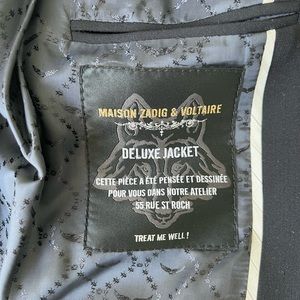 MAISON ZADIG & VOLTAIRE
DELUXE JACKET
CETTE PIÈCE A ÉTÉ PENSÉE ET DESSINÉE
POUR VOUS DANS NOTRE ATELIER
55 RUE ST ROCH
TREAT ME WELL !